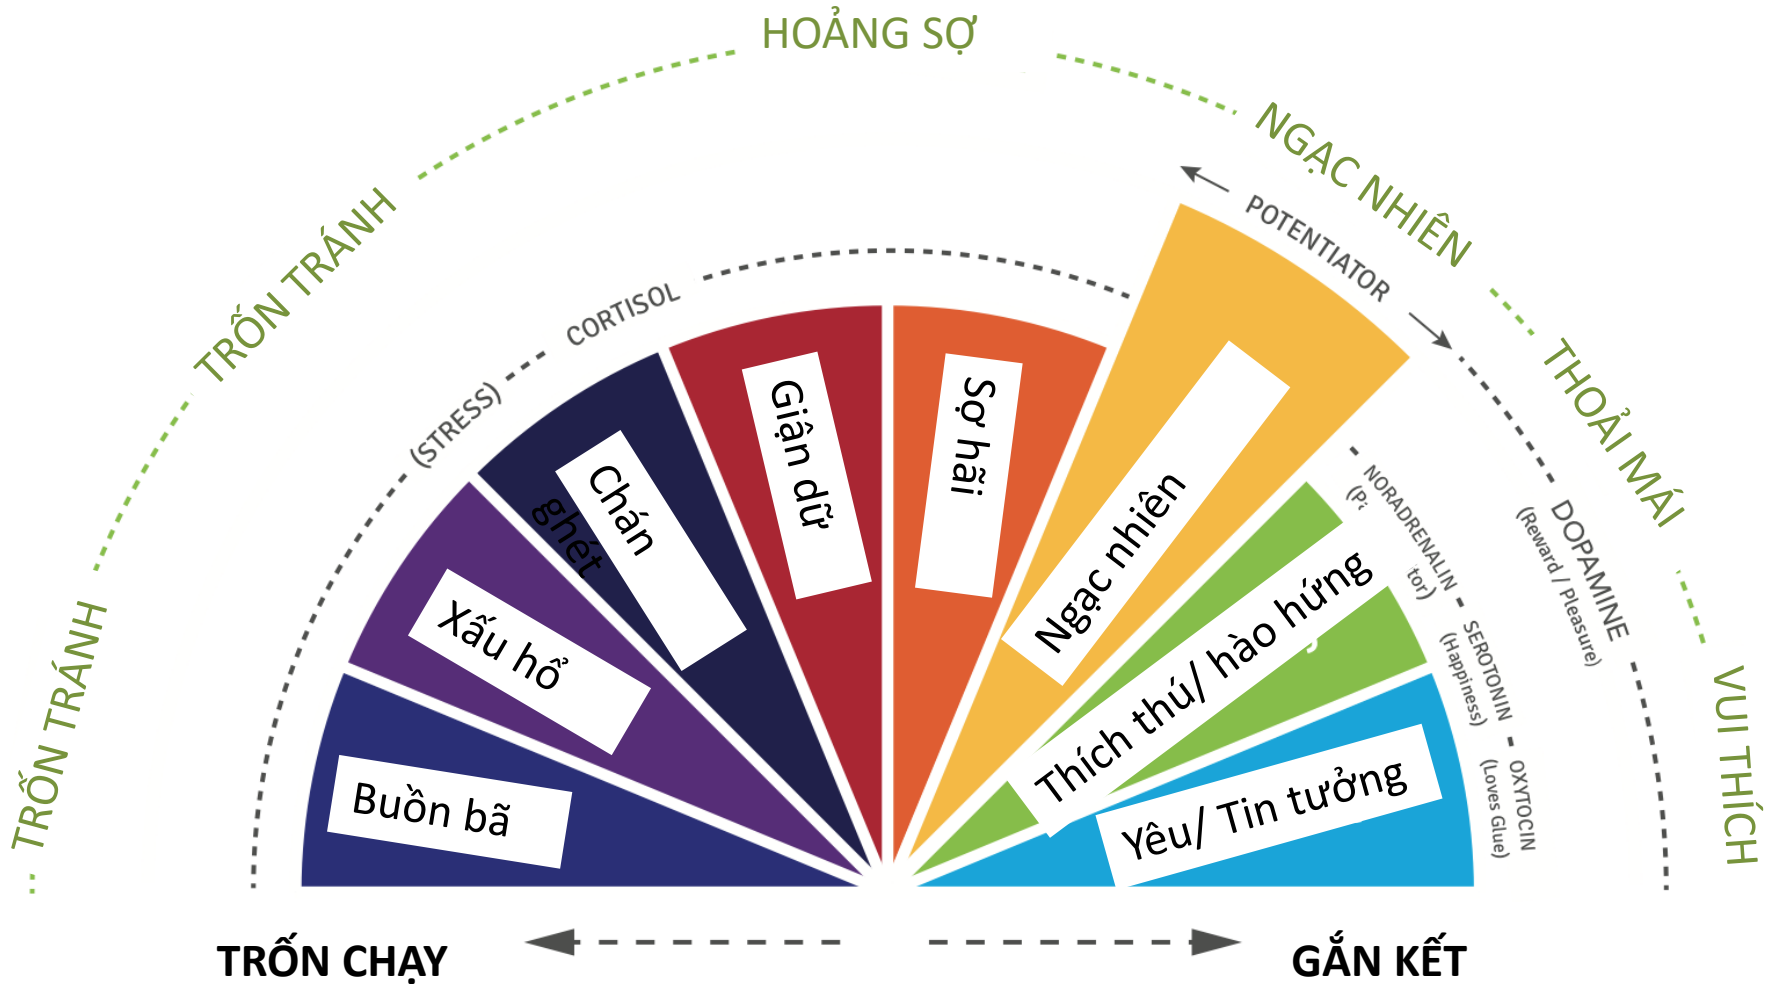 HOẢNG SỢ
NGẠC NHIÊN
TRỐN TRÁNH
THOẢI MÁI
TRỐN TRÁNH
VUI THÍCH
POTENTIATOR
CORTISOL
(STRESS)
NORADRENALIN
DOPAMINE
(Reward / Pleasure)
SEROTONIN
(Happiness)
OXYTOCIN
(Loves Glue)
Buồn bã
Xấu hổ
Chán
ghét
Giận dữ
Sợ hãi
Ngạc nhiên
Thích thú/ hào hứng
Yêu/ Tin tưởng
TRỐN CHẠY
GẮN KẾT